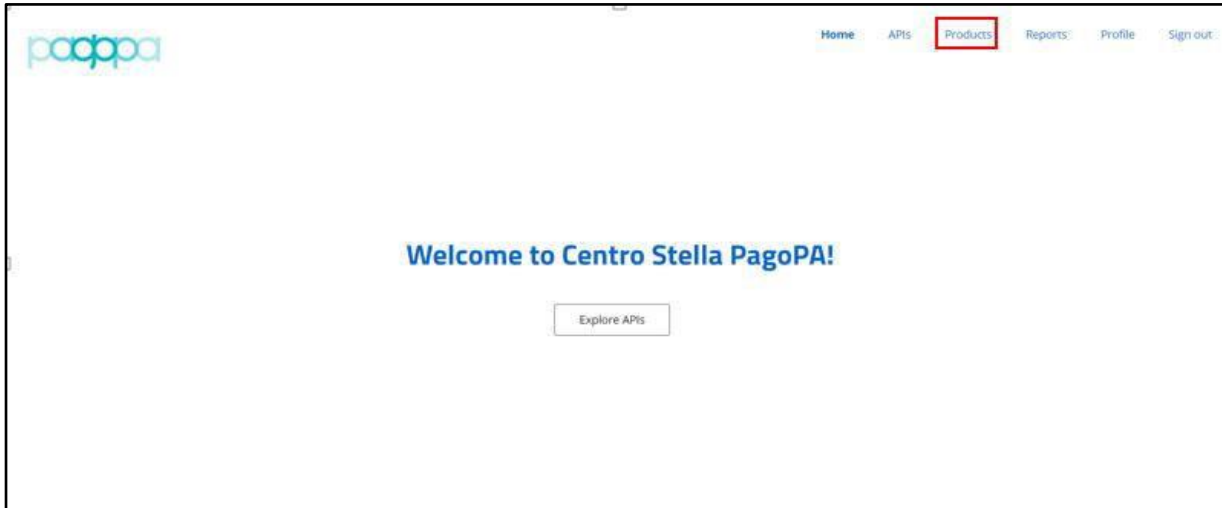 pagopa
Home APIs Products Reports Profile Sign out
Welcome to Centro Stella PagoPA!
Explore APIs